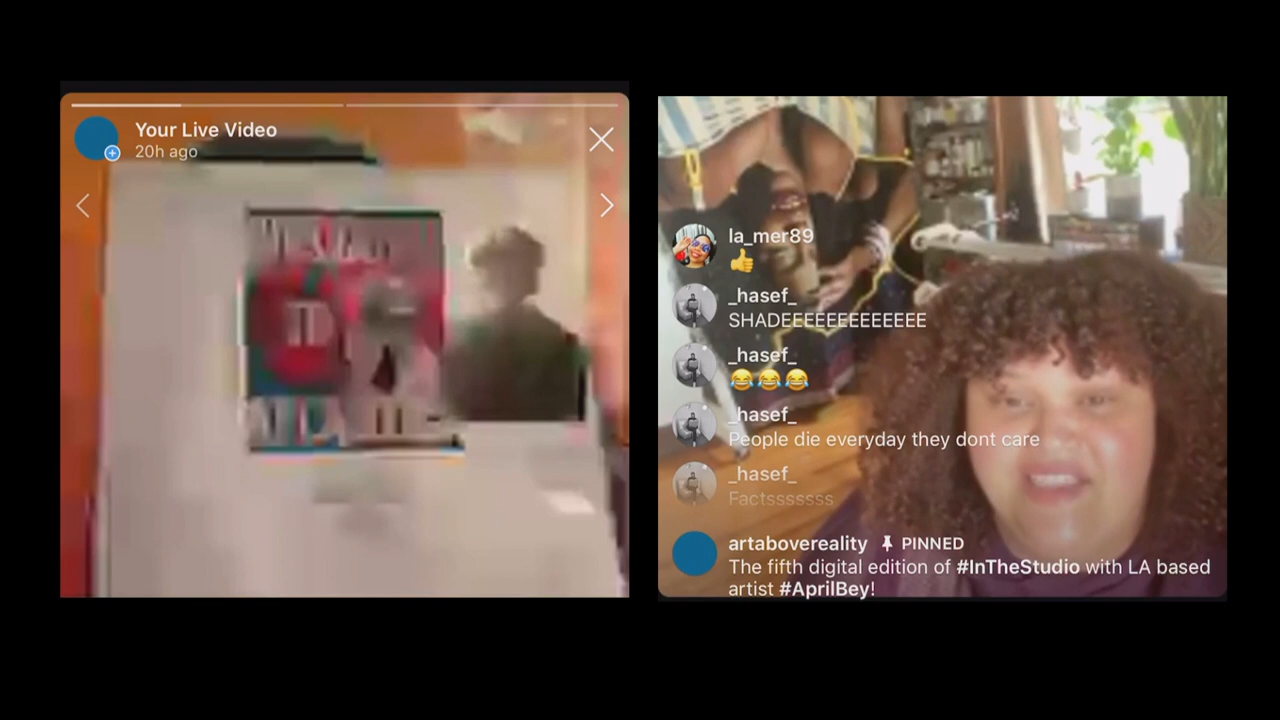 Your Live Video
20h ago
la_mer89
👍
_hasef_
SHADEEEEEEEEEEEEE
_hasef_
😂😂😂
_hasef_
People die everyday they dont care
_hasef_
Factsssssss
artabovereality 📌 PINNED
The fifth digital edition of #InTheStudio with LA based
artist #AprilBey!